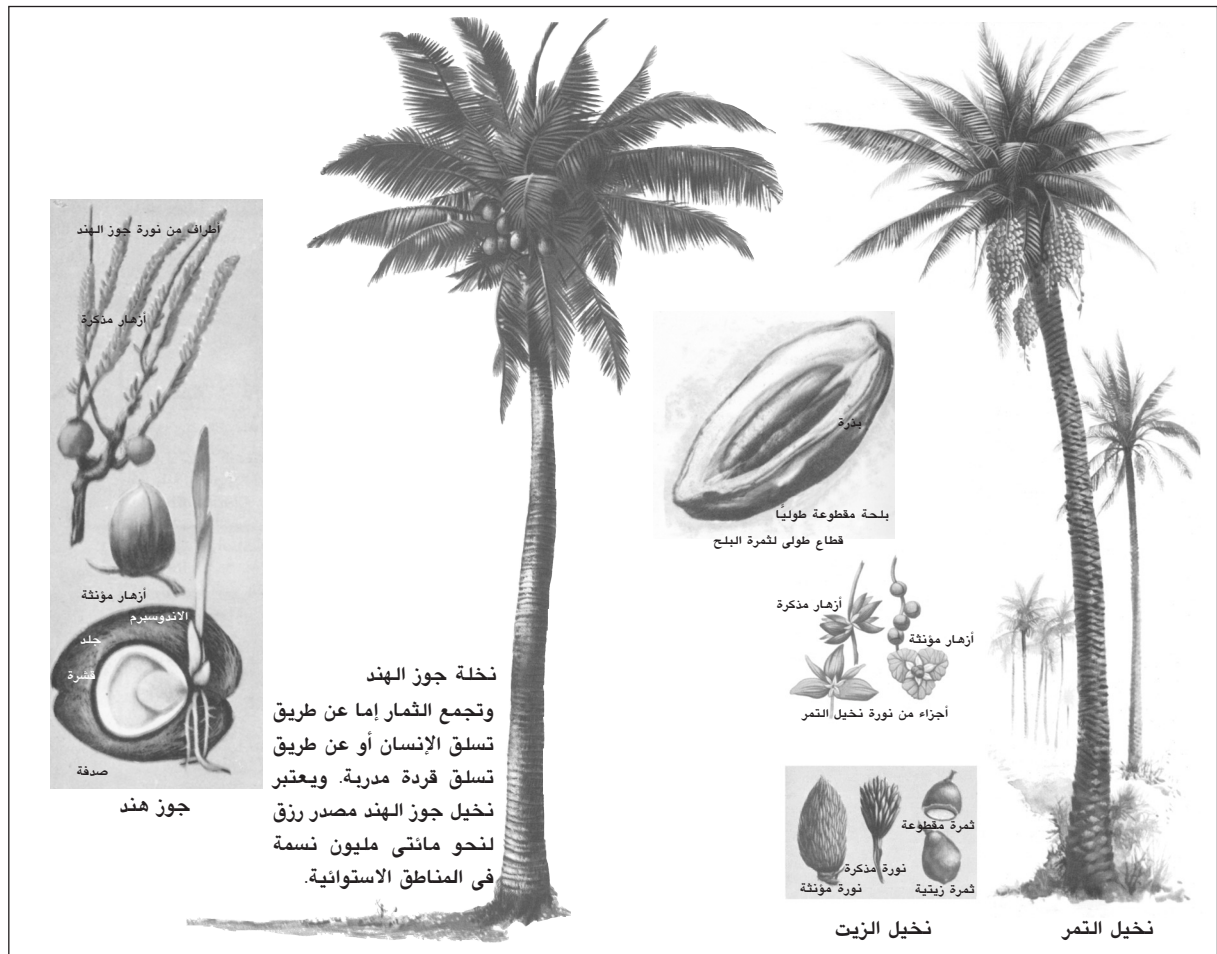 أطراف من نورة جوز الهند
أزهار مذكرة
أزهار مؤنثة
الاندوسبرم
جلد
قشرة
صدفة
جوز هند
نخلة جوز الهند
وتجمع الثمار إما عن طريق
تسلق الإنسان أو عن طريق
تسلق قردة مدربة. ويعتبر
نخيل جوز الهند مصدر رزق
لنحو مائتى مليون نسمة
فى المناطق الاستوائية.
بذرة
بلحة مقطوعة طوليًا
قطاع طولى لثمرة البلح
أزهار مذكرة
أزهار مؤنثة
أجزاء من نورة نخيل التمر
ثمرة مقطوعة
نورة مذكرة
ثمرة زيتية
نورة مؤنثة
نخيل الزيت
نخيل التمر